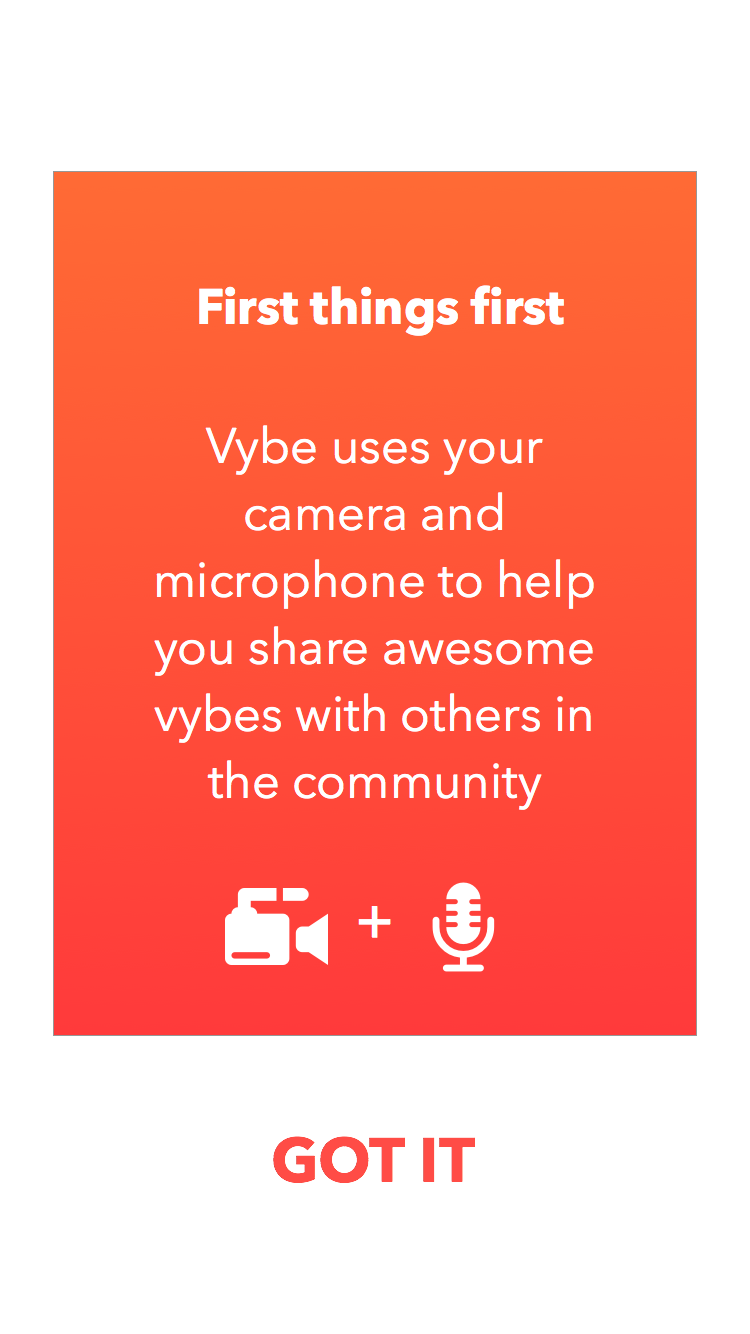 First things first
Vybe uses your
camera and
microphone to help
you share awesome
vybes with others in
the community
+
GOT IT